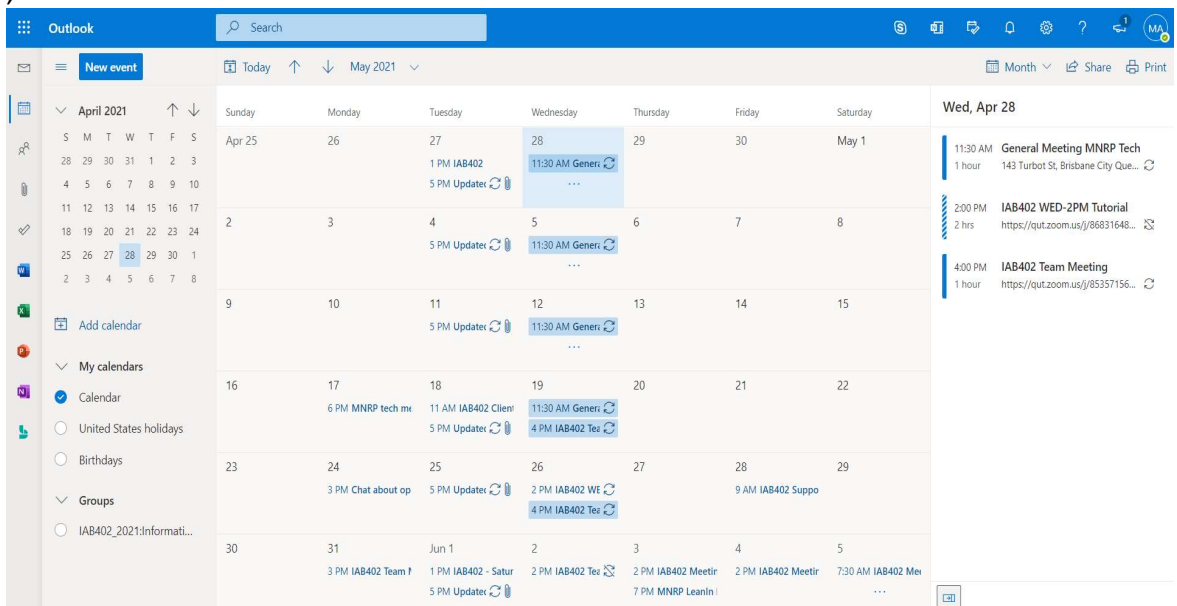 )
Outlook
Search
1
MA
New event
Today
May 2021
Month
Share
Print
April 2021
S M T W T F S
28 29 30 31 1 2 3
4 5 6 7 8 9 10
11 12 13 14 15 16 17
18 19 20 21 22 23 24
25 26 27 28 29 30 1
2 3 4 5 6 7 8
Add calendar
My calendars
Calendar
United States holidays
Birthdays
Groups
IAB402_2021:Informati...
Sunday Monday Tuesday Wednesday Thursday Friday Saturday
Apr 25 26 27 28 29 30 May 1
1 PM IAB402 11:30 AM Genera
5 PM Updated ...
2 3 4 5 6 7 8
5 PM Updated 11:30 AM Genera
...
9 10 11 12 13 14 15
5 PM Updated 11:30 AM Genera
...
16 17 18 19 20 21 22
6 PM MNRP tech me 11 AM IAB402 Client 11:30 AM Genera
5 PM Updated 4 PM IAB402 Tea
23 24 25 26 27 28 29
3 PM Chat about op 5 PM Updated 2 PM IAB402 WE 9 AM IAB402 Suppo
4 PM IAB402 Tea
30 31 Jun 1 2 3 4 5
3 PM IAB402 Team M 1 PM IAB402 - Satur 2 PM IAB402 Tea 2 PM IAB402 Meetin 2 PM IAB402 Meetin 7:30 AM IAB402 Mee
5 PM Updated 7 PM MNRP LeanIn ...
Wed, Apr 28
11:30 AM General Meeting MNRP Tech
1 hour 143 Turbot St, Brisbane City Que...
2:00 PM IAB402 WED-2PM Tutorial
2 hrs https://qut.zoom.us/j/86831648...
4:00 PM IAB402 Team Meeting
1 hour https://qut.zoom.us/j/85357156...